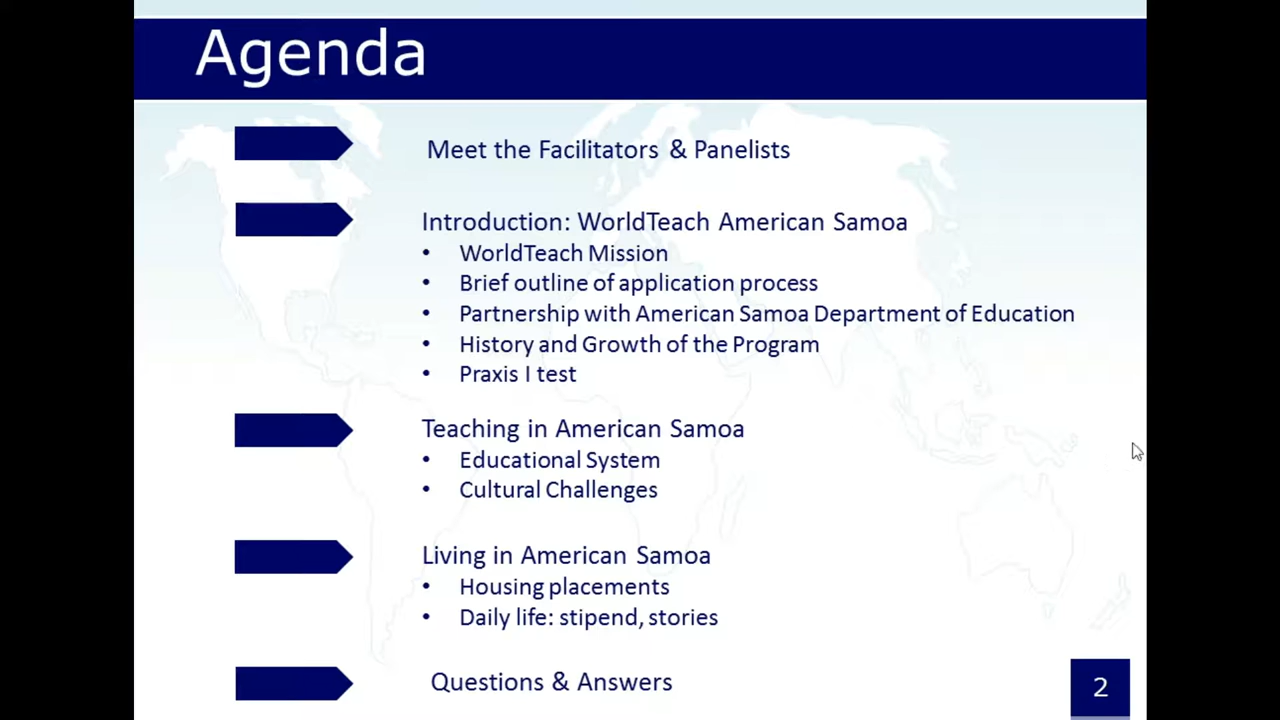 Agenda
Meet the Facilitators & Panelists
Introduction: WorldTeach American Samoa
• WorldTeach Mission
• Brief outline of application process
• Partnership with American Samoa Department of Education
• History and Growth of the Program
• Praxis I test
Teaching in American Samoa
• Educational System
• Cultural Challenges
Living in American Samoa
• Housing placements
• Daily life: stipend, stories
Questions & Answers
2